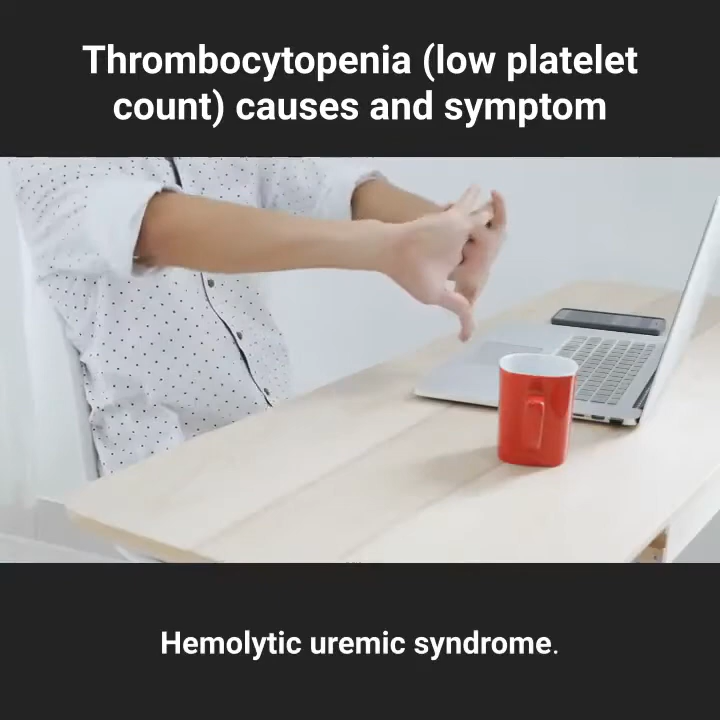 Thrombocytopenia (low platelet
count) causes and symptom
Hemolytic uremic syndrome.